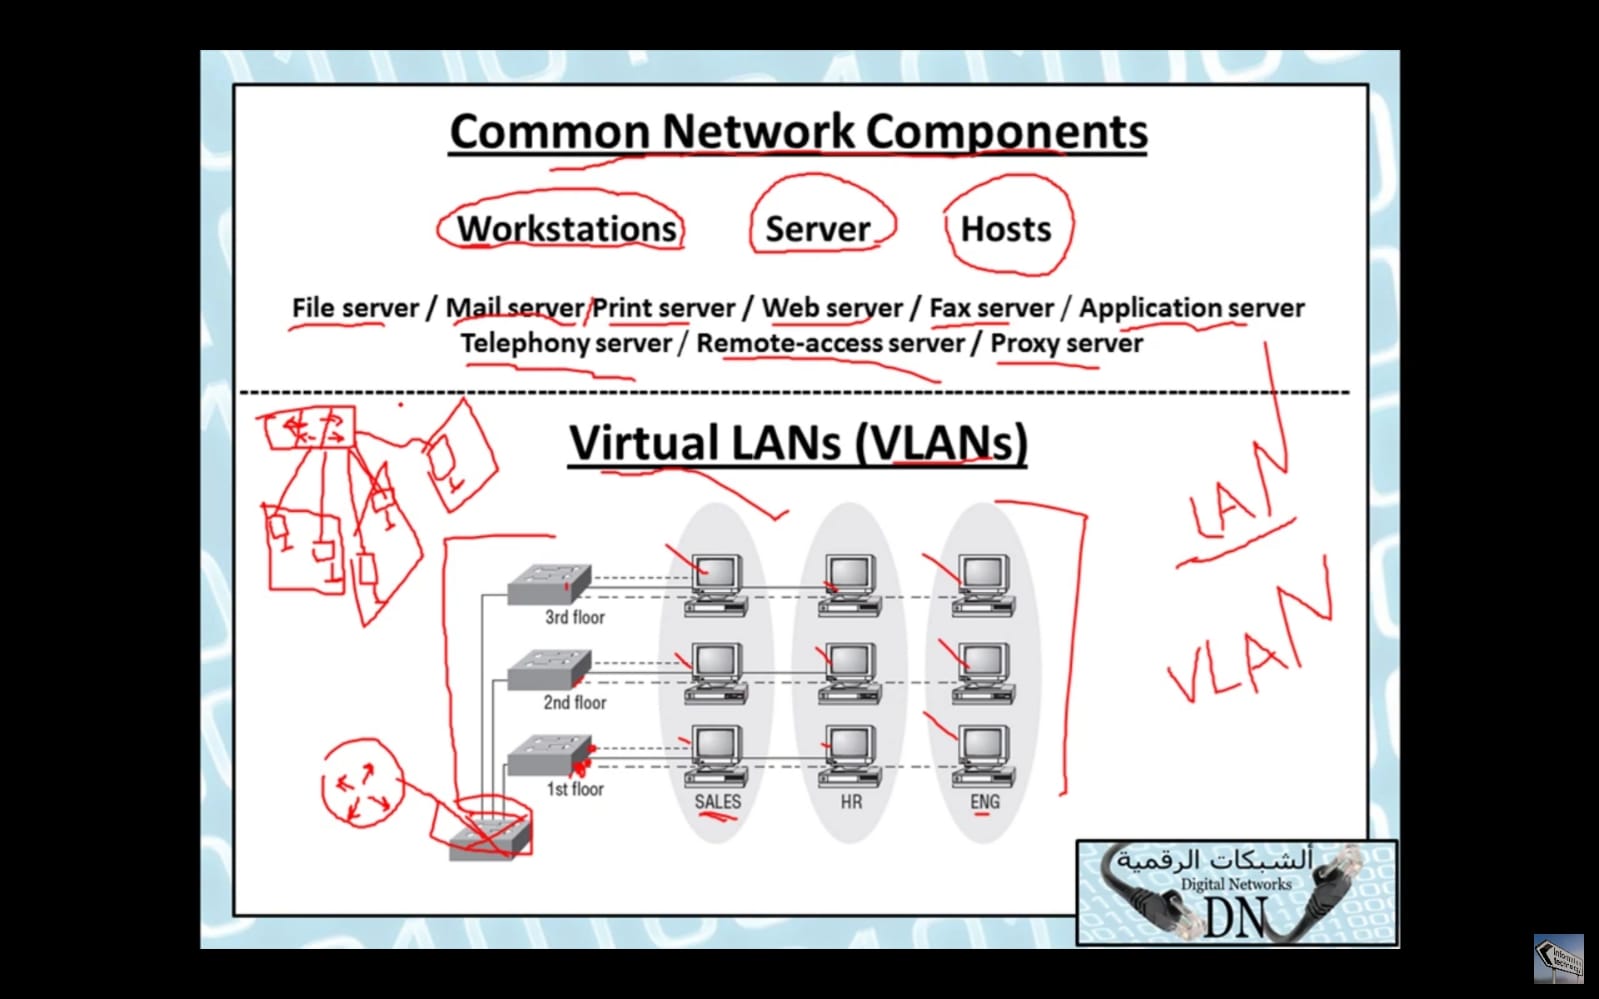 Common Network Components
Workstations Server Hosts
File server / Mail server/Print server / Web server / Fax server / Application server
Telephony server / Remote-access server / Proxy server
Virtual LANs (VLANs)
LAN
VLAN
3rd floor
2nd floor
1st floor
SALES HR ENG
ألشبكات الرقمية
Digital Networks
DN
Information
technology